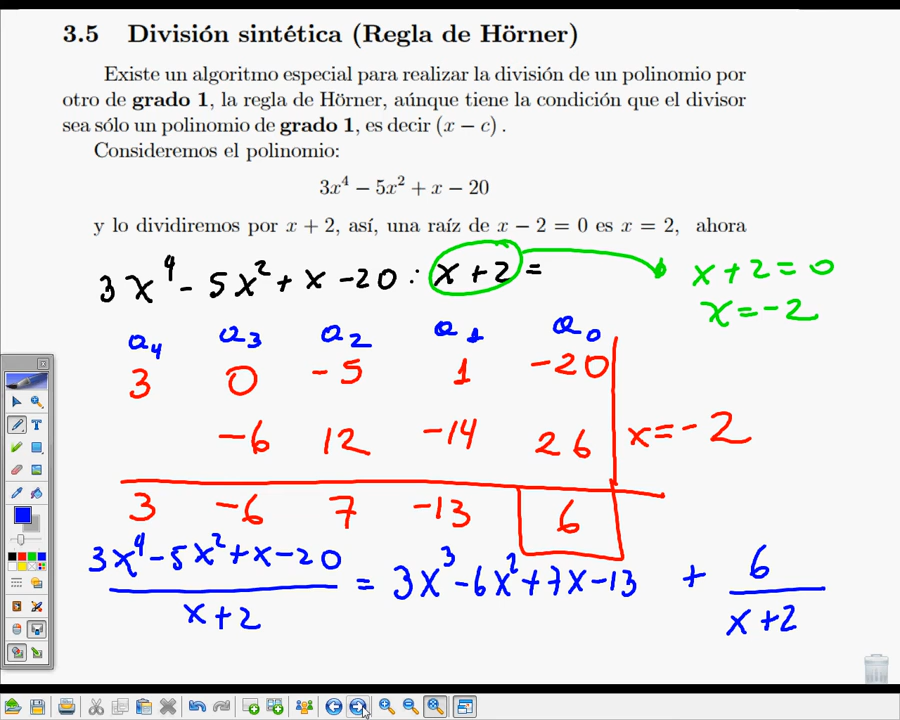 3.5 División sintética (Regla de Hörner)
Existe un algoritmo especial para realizar la división de un polinomio por
otro de grado 1, la regla de Hörner, aúnque tiene la condición que el divisor
sea sólo un polinomio de grado 1, es decir (x − c) .
Consideremos el polinomio:
3x⁴ − 5x² + x − 20
y lo dividiremos por x + 2, así, una raíz de x − 2 = 0 es x = 2, ahora
3x⁴ - 5x² + x - 20 : x + 2 =
x + 2 = 0
x = -2
a₄ a₃ a₂ a₁ a₀
3 0 -5 1 -20
-6 12 -14 26 x = -2
3 -6 7 -13 6
3x⁴ - 5x² + x - 20 / x + 2 = 3x³ - 6x² + 7x - 13 + 6 / x + 2